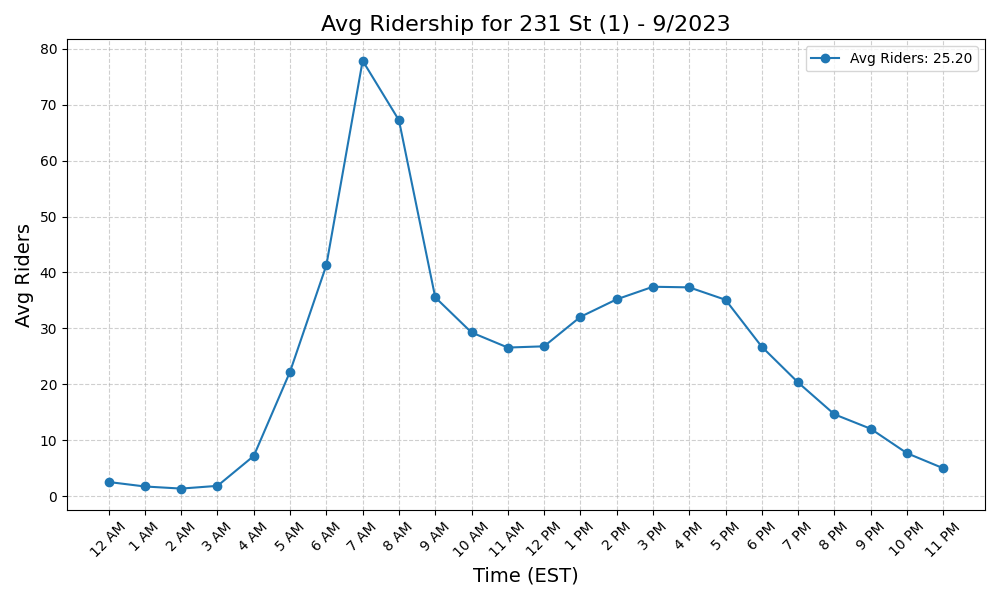 Avg Ridership for 231 St (1) - 9/2023
Avg Riders: 25.20
Avg Riders
80
70
60
50
40
30
20
10
0
12 AM
1 AM
2 AM
3 AM
4 AM
5 AM
6 AM
7 AM
8 AM
9 AM
10 AM
11 AM
12 PM
1 PM
2 PM
3 PM
4 PM
5 PM
6 PM
7 PM
8 PM
9 PM
10 PM
11 PM
Time (EST)